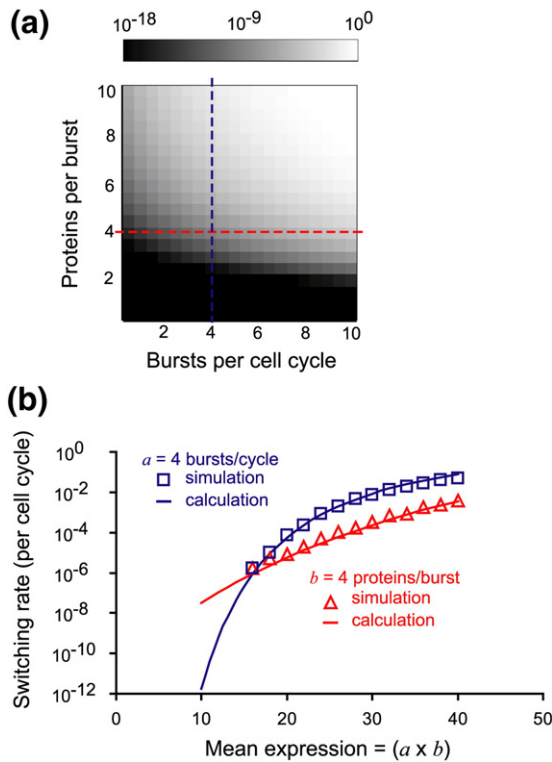 (a)
10^-18 10^-9 10^0
Proteins per burst
10
8
6
4
2
2 4 6 8 10
Bursts per cell cycle
(b)
Switching rate (per cell cycle)
10^0
10^-2
10^-4
10^-6
10^-8
10^-10
10^-12
a = 4 bursts/cycle
simulation
calculation
b = 4 proteins/burst
simulation
calculation
0 10 20 30 40 50
Mean expression = (a x b)